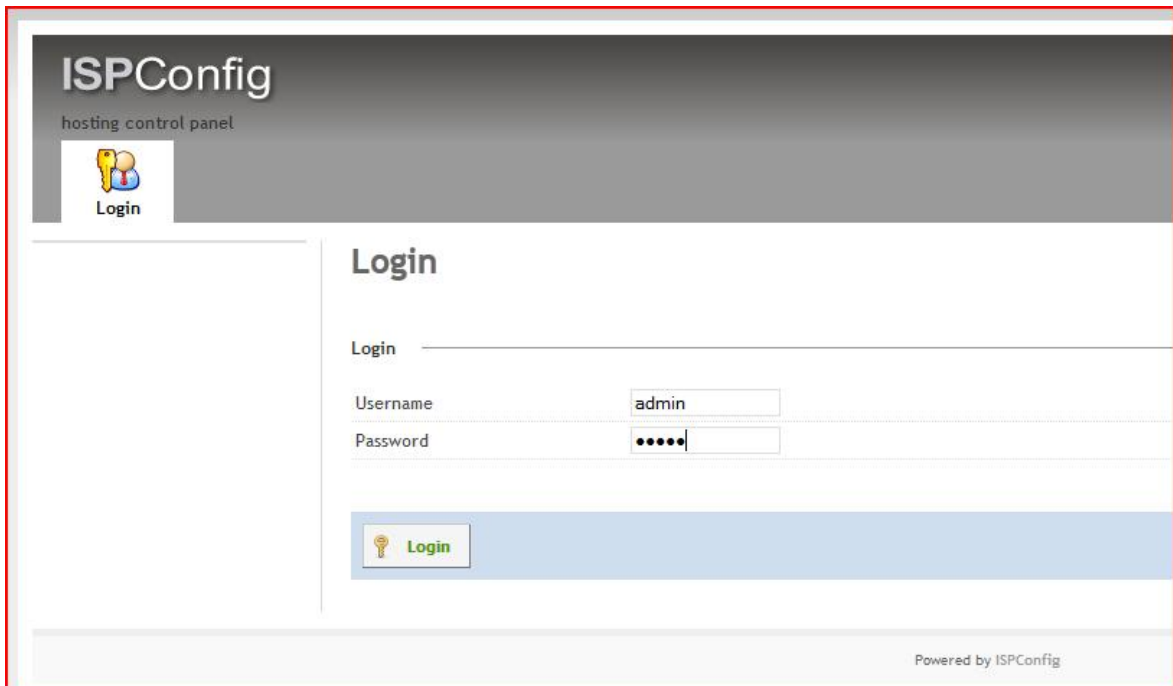 ISPConfig
hosting control panel
Login
Login
Login
Username admin
Password •••••
Login
Powered by ISPConfig